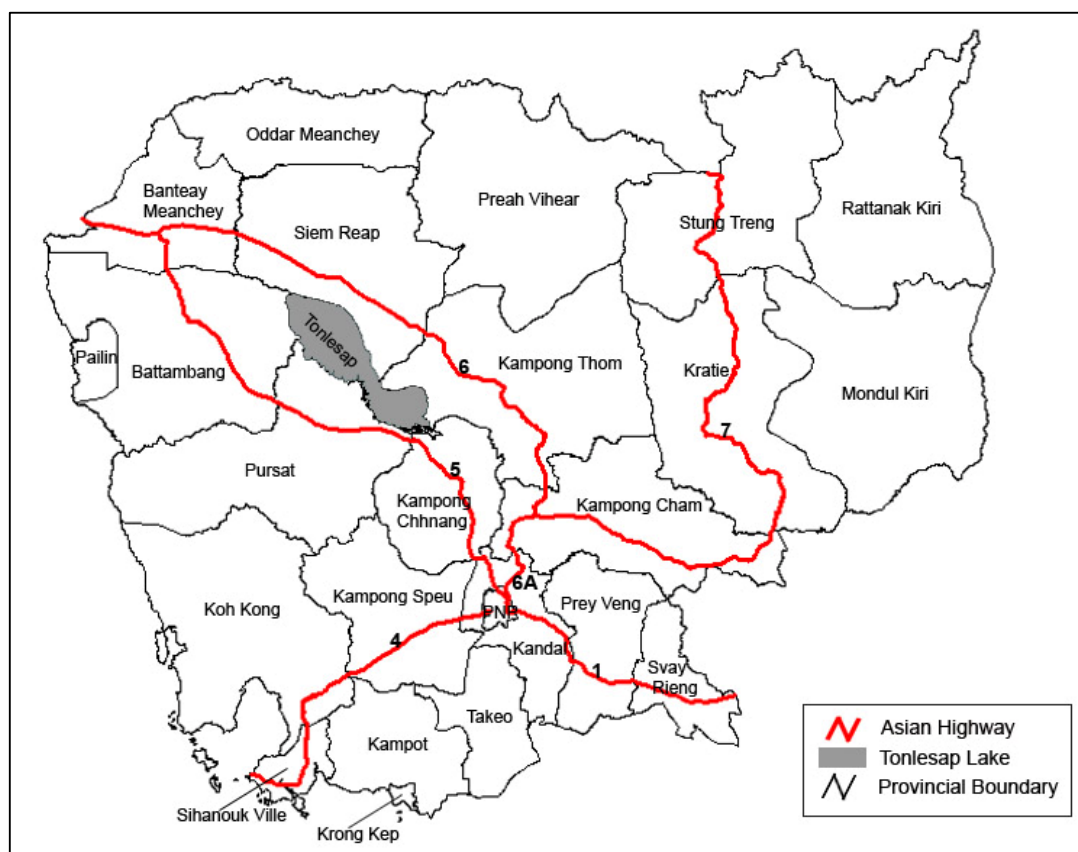 Oddar Meanchey
Banteay
Meanchey
Siem Reap
Preah Vihear
Stung Treng
Rattanak Kiri
Tonlesap
Pailin
Battambang
6
Kampong Thom
Kratie
Mondul Kiri
7
Pursat
5
Kampong
Chhnang
Kampong Cham
Koh Kong
Kampong Speu
6A
PNP
Prey Veng
4
Kandal
1
Svay
Rieng
Takeo
Kampot
Sihanouk Ville
Krong Kep
Asian Highway
Tonlesap Lake
Provincial Boundary